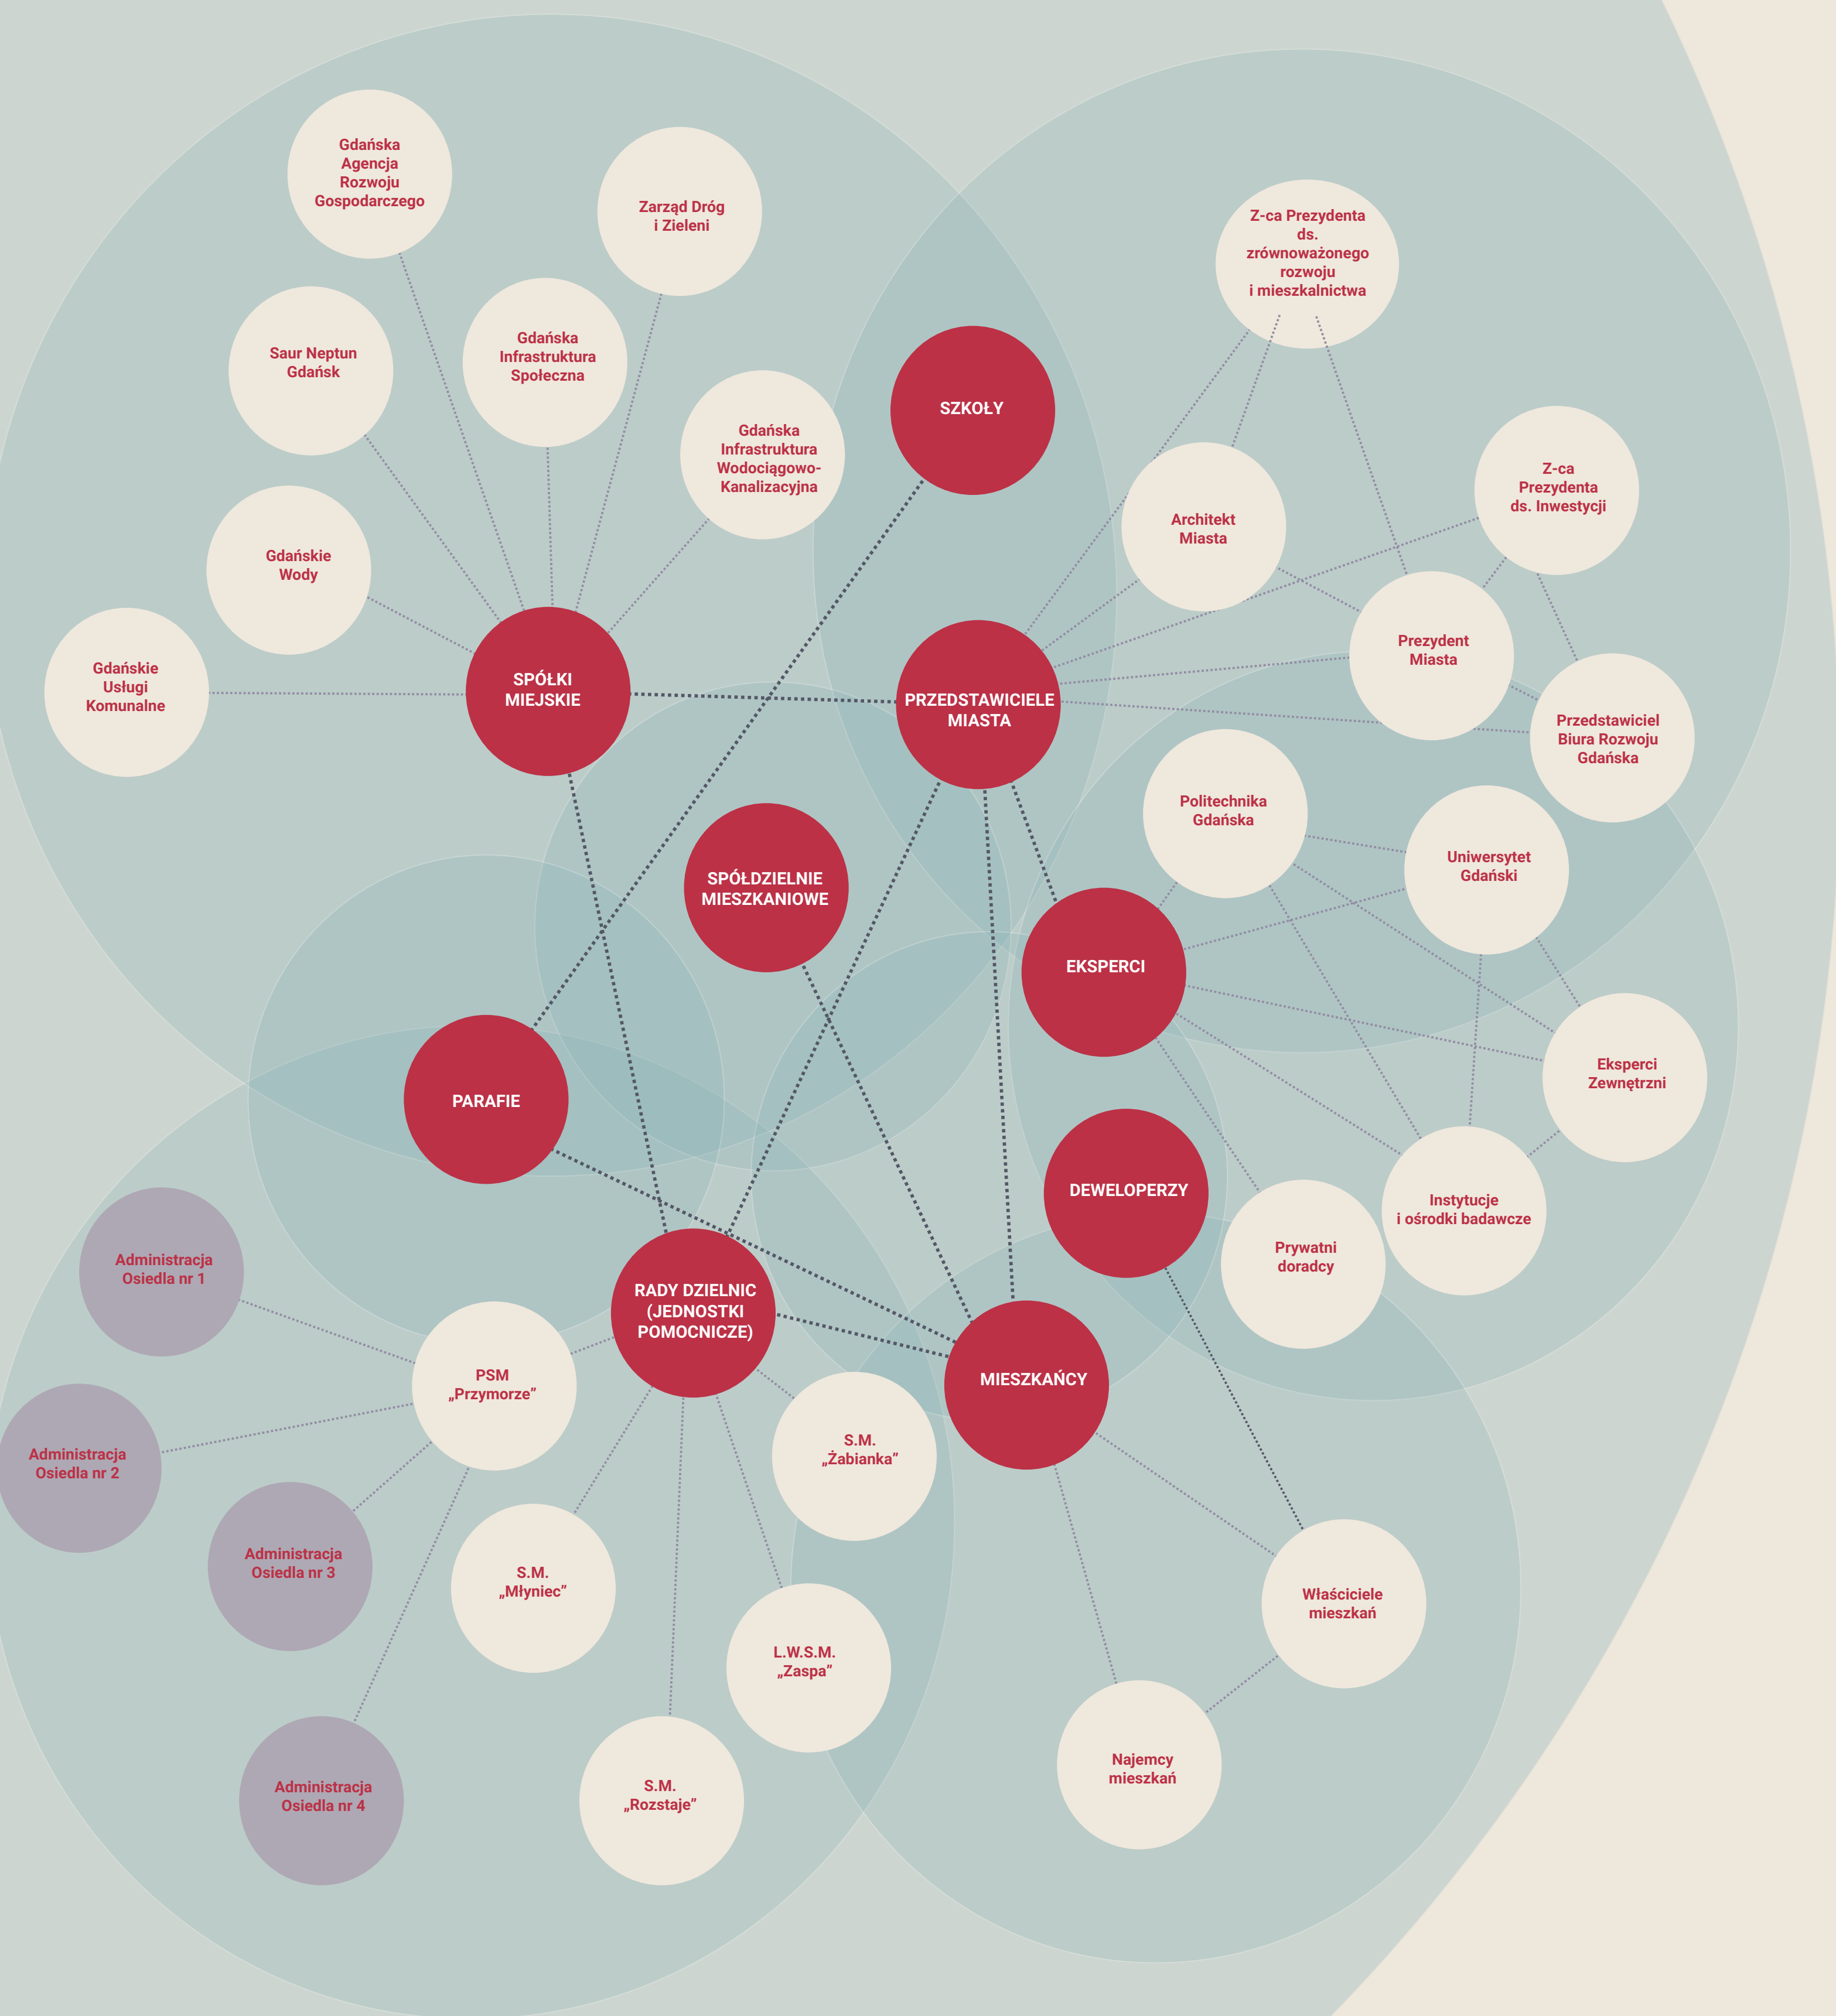 Gdańska
Agencja
Rozwoju
Gospodarczego
Zarząd Dróg
i Zieleni
Z-ca Prezydenta
ds.
zrównoważonego
rozwoju
i mieszkalnictwa
Saur Neptun
Gdańsk
Gdańska
Infrastruktura
Społeczna
SZKOŁY
Gdańska
Infrastruktura
Wodociągowo-
Kanalizacyjna
Z-ca
Prezydenta
ds. Inwestycji
Architekt
Miasta
Gdańskie
Wody
Prezydent
Miasta
Gdańskie
Usługi
Komunalne
SPÓŁKI
MIEJSKIE
PRZEDSTAWICIELE
MIASTA
Przedstawiciel
Biura Rozwoju
Gdańska
Politechnika
Gdańska
Uniwersytet
Gdański
SPÓŁDZIELNIE
MIESZKANIOWE
EKSPERCI
Eksperci
Zewnętrzni
PARAFIE
DEWELOPERZY
Instytucje
i ośrodki badawcze
Prywatni
doradcy
Administracja
Osiedla nr 1
RADY DZIELNIC
(JEDNOSTKI
POMOCNICZE)
PSM
„Przymorze”
MIESZKAŃCY
Administracja
Osiedla nr 2
S.M.
„Żabianka”
Administracja
Osiedla nr 3
S.M.
„Młyniec”
Właściciele
mieszkań
L.W.S.M.
„Zaspa”
Najemcy
mieszkań
Administracja
Osiedla nr 4
S.M.
„Rozstaje”